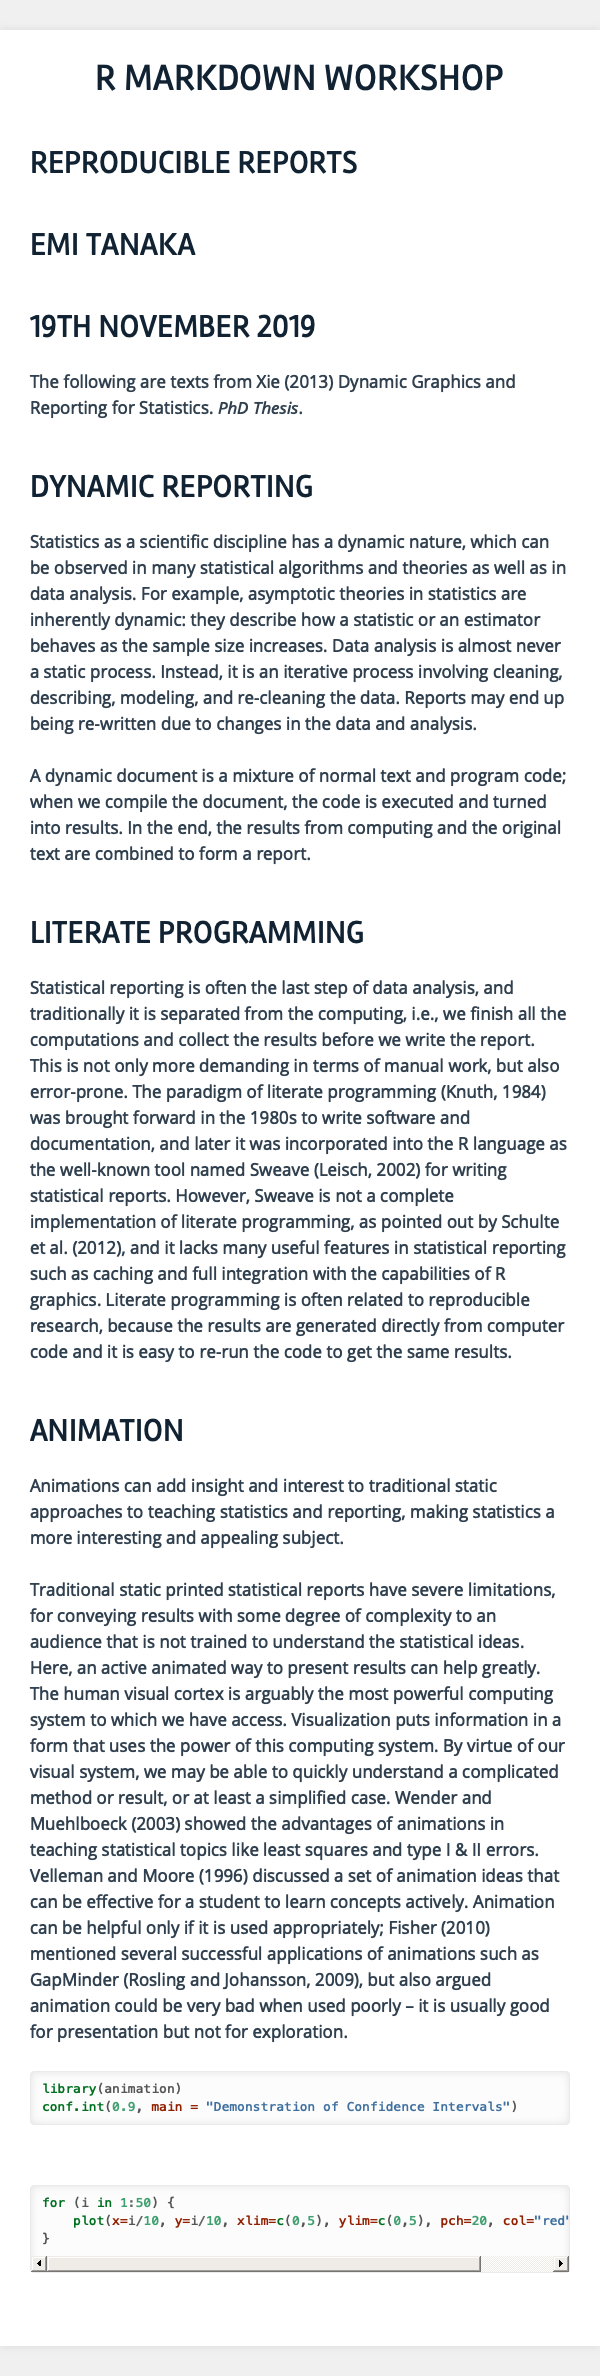 R MARKDOWN WORKSHOP
REPRODUCIBLE REPORTS
EMI TANAKA
19TH NOVEMBER 2019
The following are texts from Xie (2013) Dynamic Graphics and
Reporting for Statistics. PhD Thesis.
DYNAMIC REPORTING
Statistics as a scientific discipline has a dynamic nature, which can
be observed in many statistical algorithms and theories as well as in
data analysis. For example, asymptotic theories in statistics are
inherently dynamic: they describe how a statistic or an estimator
behaves as the sample size increases. Data analysis is almost never
a static process. Instead, it is an iterative process involving cleaning,
describing, modeling, and re-cleaning the data. Reports may end up
being re-written due to changes in the data and analysis.
A dynamic document is a mixture of normal text and program code;
when we compile the document, the code is executed and turned
into results. In the end, the results from computing and the original
text are combined to form a report.
LITERATE PROGRAMMING
Statistical reporting is often the last step of data analysis, and
traditionally it is separated from the computing, i.e., we finish all the
computations and collect the results before we write the report.
This is not only more demanding in terms of manual work, but also
error-prone. The paradigm of literate programming (Knuth, 1984)
was brought forward in the 1980s to write software and
documentation, and later it was incorporated into the R language as
the well-known tool named Sweave (Leisch, 2002) for writing
statistical reports. However, Sweave is not a complete
implementation of literate programming, as pointed out by Schulte
et al. (2012), and it lacks many useful features in statistical reporting
such as caching and full integration with the capabilities of R
graphics. Literate programming is often related to reproducible
research, because the results are generated directly from computer
code and it is easy to re-run the code to get the same results.
ANIMATION
Animations can add insight and interest to traditional static
approaches to teaching statistics and reporting, making statistics a
more interesting and appealing subject.
Traditional static printed statistical reports have severe limitations,
for conveying results with some degree of complexity to an
audience that is not trained to understand the statistical ideas.
Here, an active animated way to present results can help greatly.
The human visual cortex is arguably the most powerful computing
system to which we have access. Visualization puts information in a
form that uses the power of this computing system. By virtue of our
visual system, we may be able to quickly understand a complicated
method or result, or at least a simplified case. Wender and
Muehlboeck (2003) showed the advantages of animations in
teaching statistical topics like least squares and type I & II errors.
Velleman and Moore (1996) discussed a set of animation ideas that
can be effective for a student to learn concepts actively. Animation
can be helpful only if it is used appropriately; Fisher (2010)
mentioned several successful applications of animations such as
GapMinder (Rosling and Johansson, 2009), but also argued
animation could be very bad when used poorly – it is usually good
for presentation but not for exploration.
library(animation)
conf.int(0.9, main = "Demonstration of Confidence Intervals")
for (i in 1:50) {
    plot(x=i/10, y=i/10, xlim=c(0,5), ylim=c(0,5), pch=20, col="red"
}